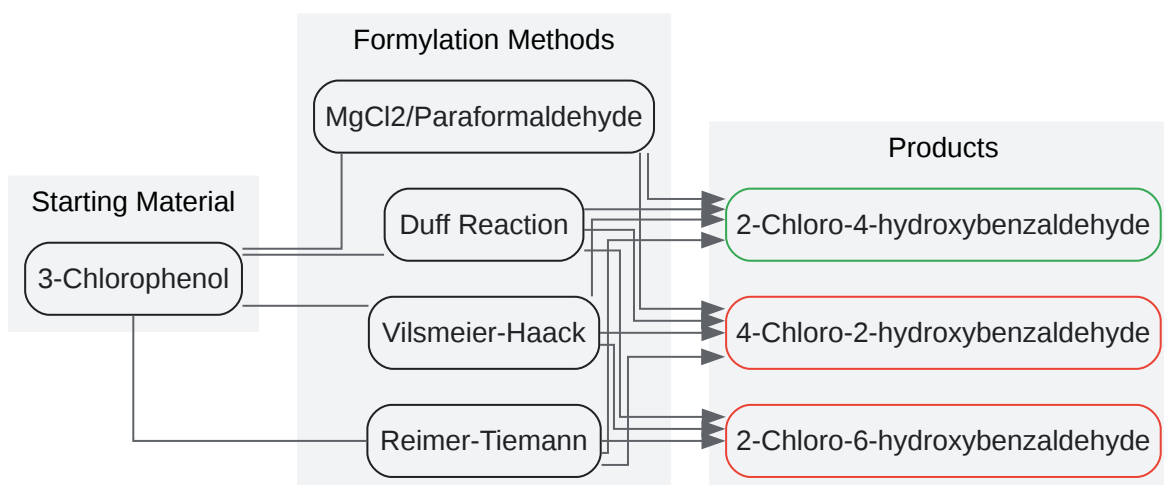 Starting Material
3-Chlorophenol
Formylation Methods
MgCl2/Paraformaldehyde
Duff Reaction
Vilsmeier-Haack
Reimer-Tiemann
Products
2-Chloro-4-hydroxybenzaldehyde
4-Chloro-2-hydroxybenzaldehyde
2-Chloro-6-hydroxybenzaldehyde